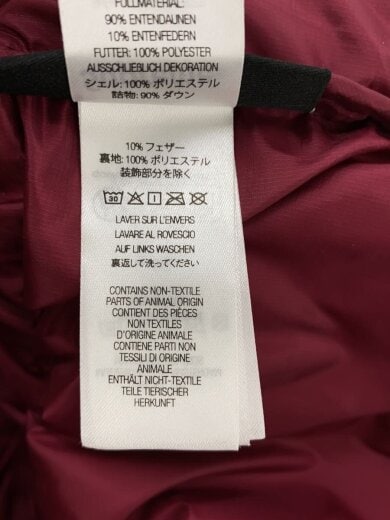 FÜLLMATERIAL:
90% ENTENDAUNEN
10% ENTENFEDERN
FUTTER: 100% POLYESTER
AUSSCHLIEßLICH DEKORATION
シェル: 100% ポリエステル
詰物: 90% ダウン
10% フェザー
裏地: 100% ポリエステル
装飾部分を除く
30
LAVER SUR L'ENVERS
LAVARE AL ROVESCIO
AUF LINKS WASCHEN
裏返して洗ってください
CONTAINS NON-TEXTILE
PARTS OF ANIMAL ORIGIN
CONTIENT DES PIÈCES
NON TEXTILES
D'ORIGINE ANIMALE
CONTIENE PARTI NON
TESSILI DI ORIGINE
ANIMALE
ENTHÄLT NICHT-TEXTILE
TEILE TIERISCHER
HERKUNFT